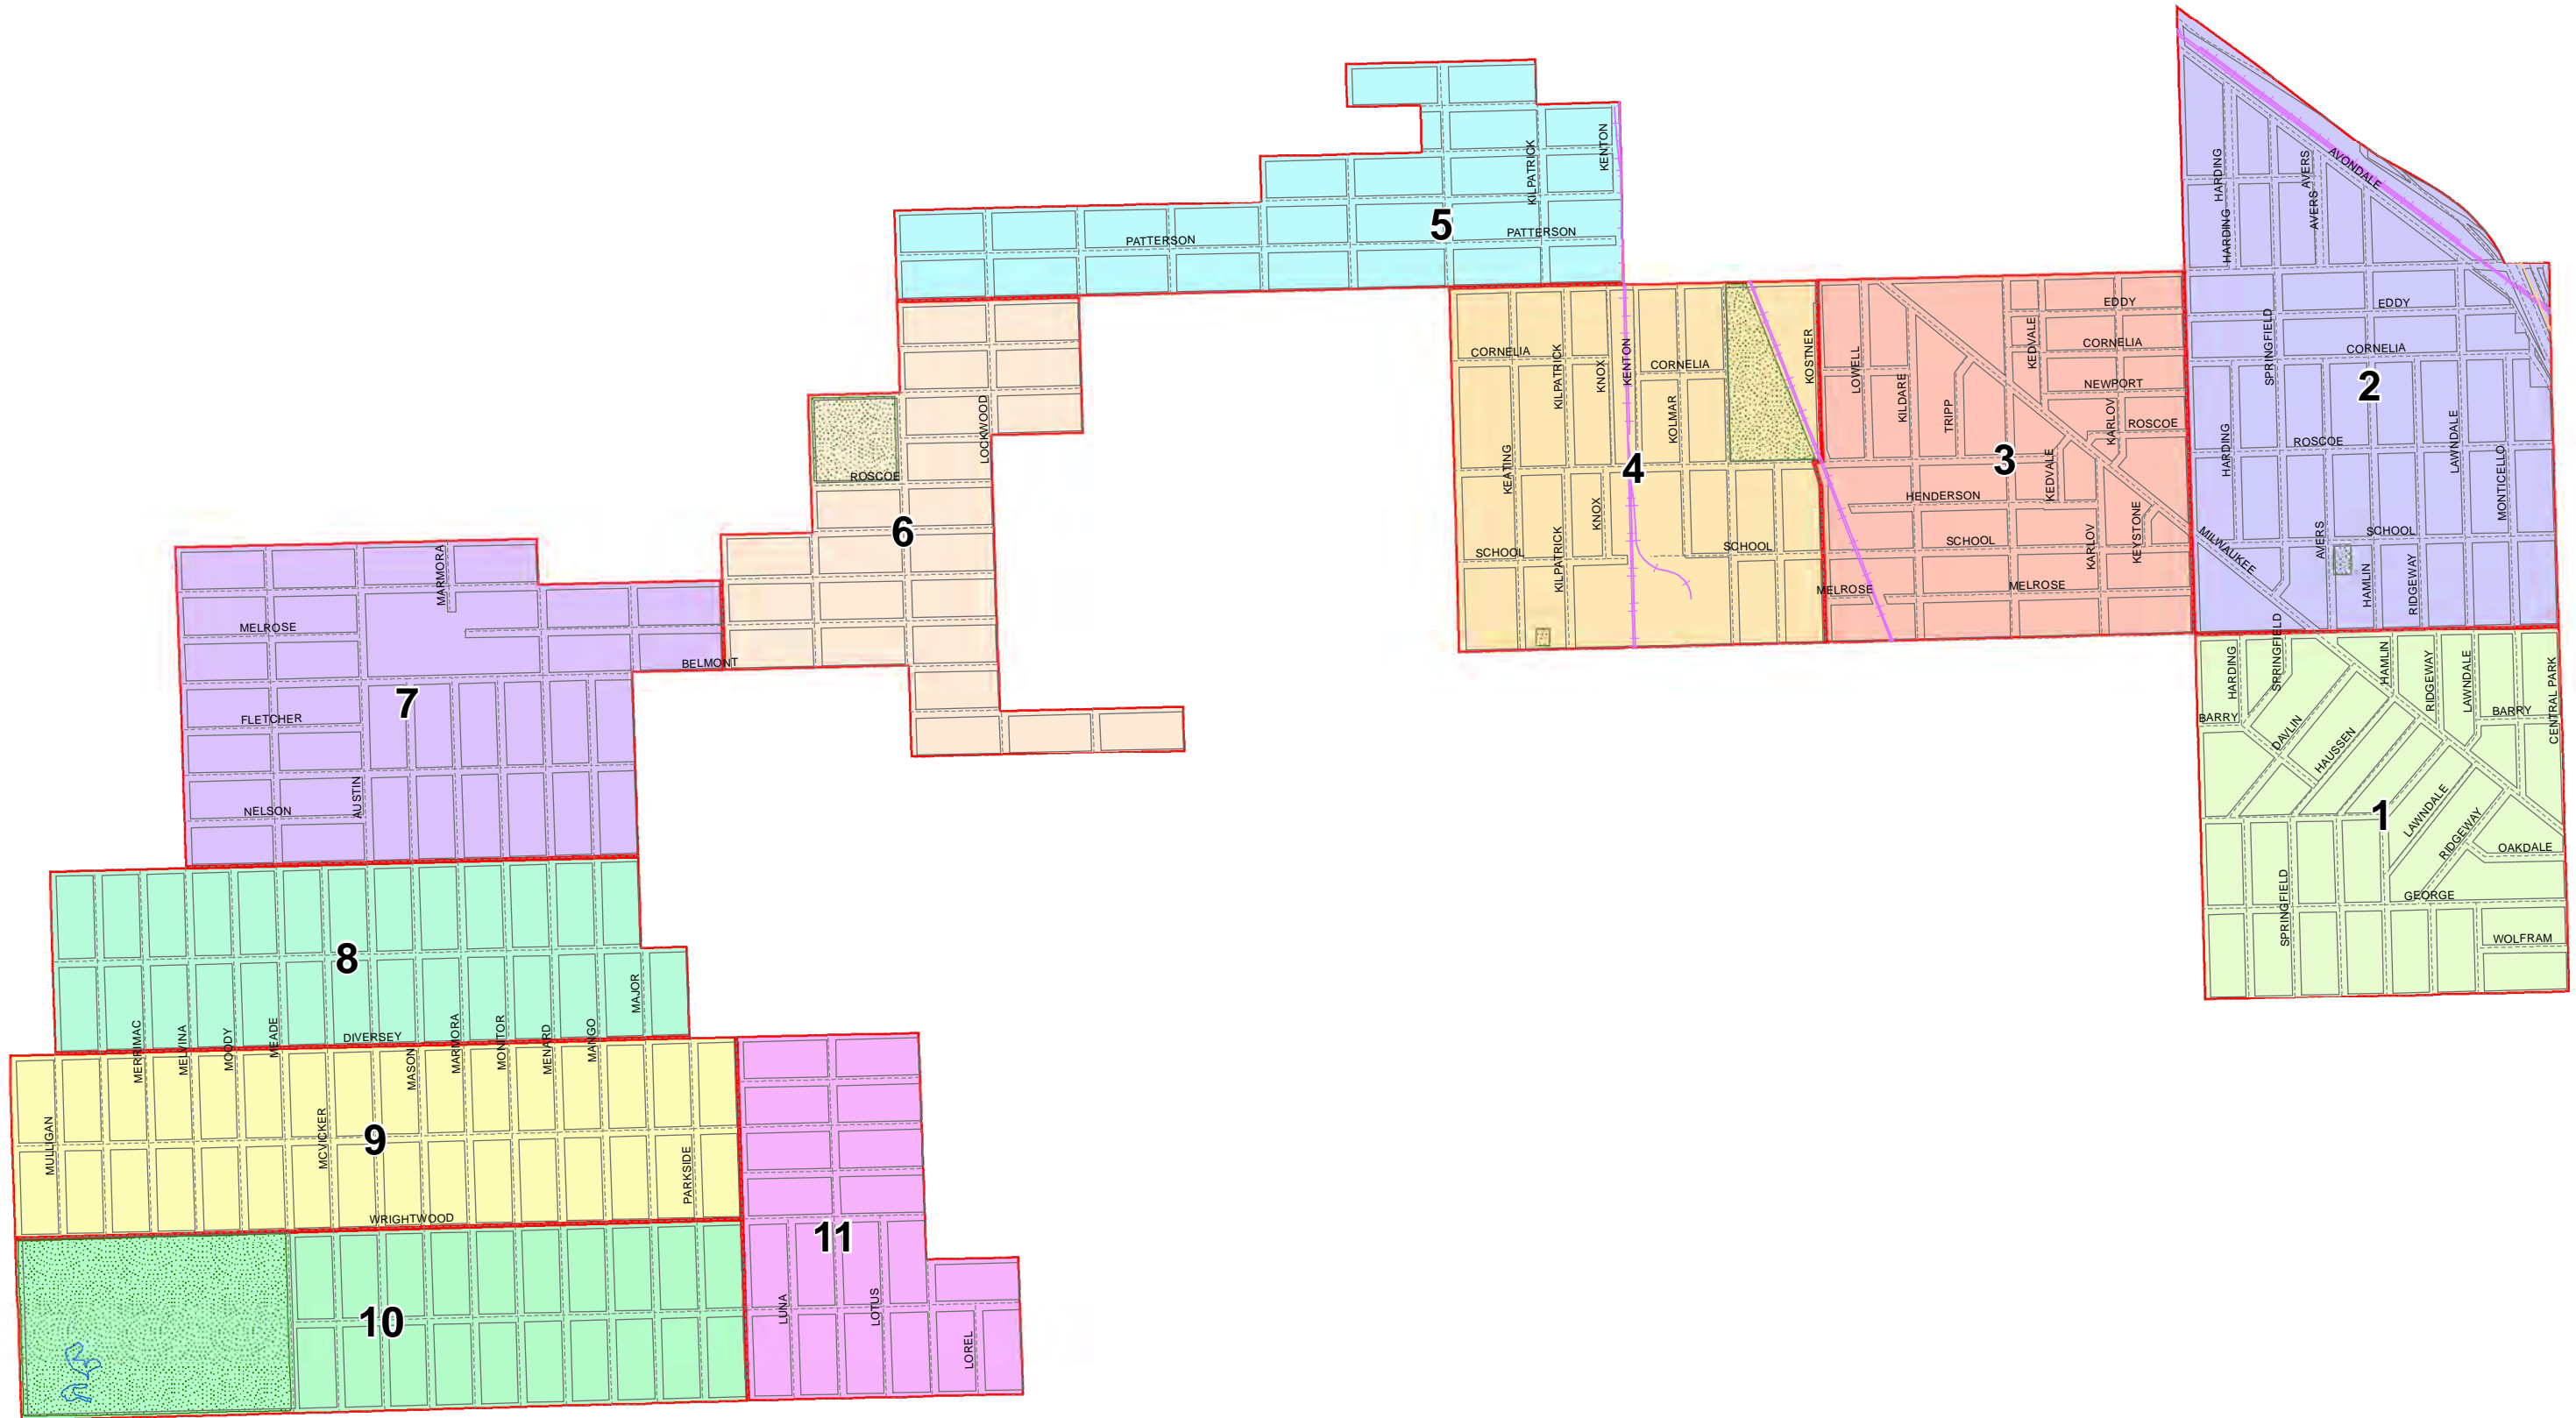 AVONDALE
HARDING
AVERS
HARDING
AVERS
EDDY
CORNELIA
SPRINGFIELD
2
HARDING
ROSCOE
LAWNDALE
MONTICELLO
SCHOOL
AVERS
HAMLIN
RIDGEWAY
MILWAUKEE
KENTON
KILPATRICK
5
PATTERSON
PATTERSON
EDDY
KEDVALE
CORNELIA
KOSTNER
LOWELL
NEWPORT
KILDARE
TRIPP
KARLOV
ROSCOE
3
KEDVALE
HENDERSON
KEYSTONE
KARLOV
SCHOOL
MELROSE
MELROSE
CORNELIA
KILPATRICK
KNOX
KENTON
CORNELIA
KOLMAR
KEATING
4
KNOX
SCHOOL
KILPATRICK
SCHOOL
LOCKWOOD
ROSCOE
6
BELMONT
MARMORA
MELROSE
7
FLETCHER
AUSTIN
NELSON
HARDING
SPRINGFIELD
HAMLIN
RIDGEWAY
LAWNDALE
CENTRAL PARK
BARRY
BARRY
DAVLIN
HAUSSEN
1
LAWNDALE
RIDGEWAY
OAKDALE
GEORGE
SPRINGFIELD
WOLFRAM
8
MAJOR
DIVERSEY
MERRIMAC
MELVINA
MOODY
MEADE
MASON
MARMORA
MONITOR
MENARD
MANGO
MULLIGAN
MCVICKER
9
PARKSIDE
WRIGHTWOOD
11
10
LUNA
LOTUS
LOREL